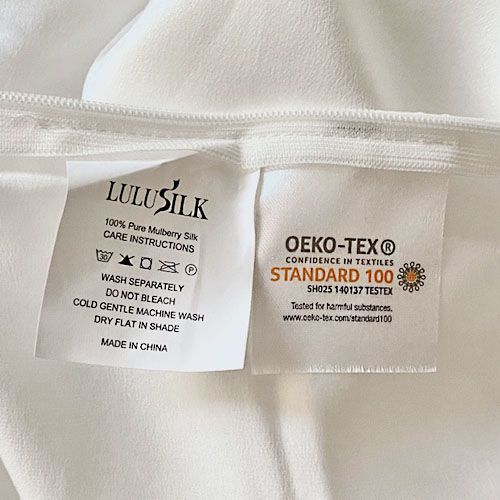 LULUSILK
100% Pure Mulberry Silk
CARE INSTRUCTIONS
30 P
WASH SEPARATELY
DO NOT BLEACH
COLD GENTLE MACHINE WASH
DRY FLAT IN SHADE
MADE IN CHINA
OEKO-TEX®
CONFIDENCE IN TEXTILES
STANDARD 100
SH025 140137 TESTEX
Tested for harmful substances.
www.oeko-tex.com/standard100